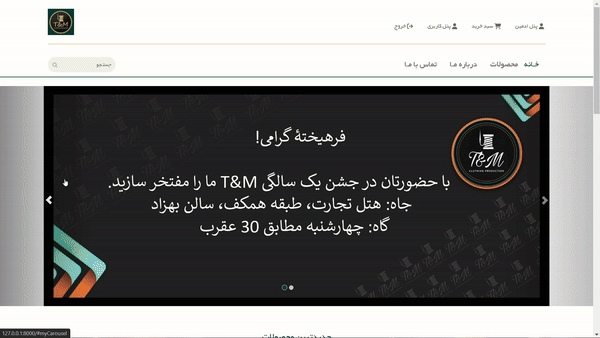 پنل ادمین
سبد خرید
پنل کاربری
خروج
T&M
خانه
محصولات
درباره ما
تماس با ما
جستجو
فرهیختهٔ گرامی!
با حضورتان در جشن یک سالگی T&M ما را مفتخر سازید.
جاه: هتل تجارت، طبقه همکف، سالن بهزاد
گاه: چهارشنبه مطابق 30 عقرب
T&M
CLOTHING PRODUCTION
جدیدترین محصولات
127.0.0.1:8000/#myCarousel